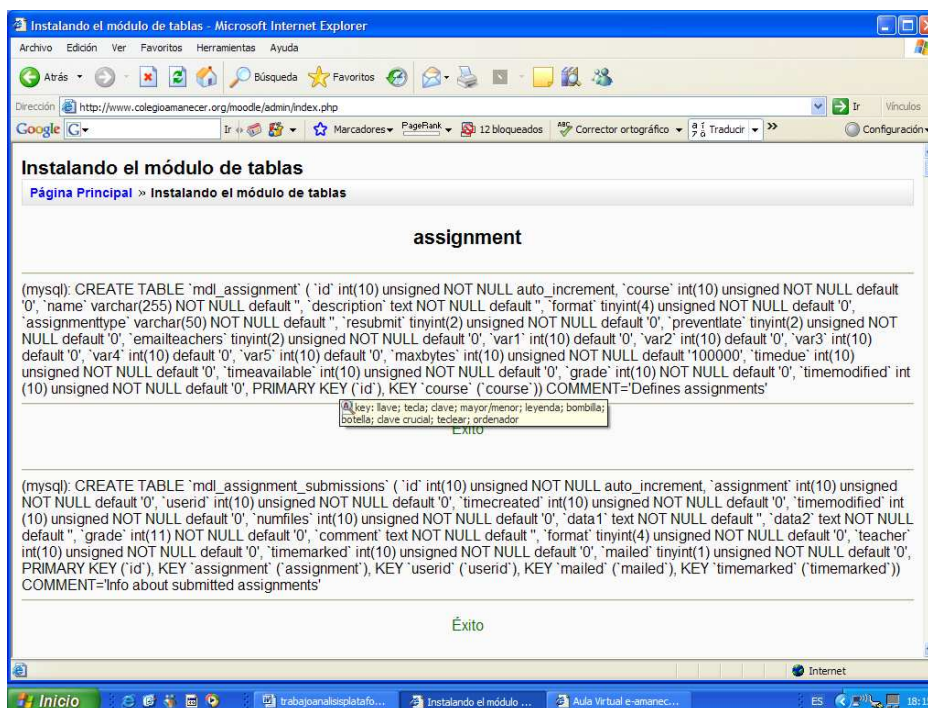 Instalando el módulo de tablas - Microsoft Internet Explorer
Archivo Edición Ver Favoritos Herramientas Ayuda
Atrás Búsqueda Favoritos
Dirección http://www.colegioamanecer.org/moodle/admin/index.php Ir Vínculos
Google G Ir Marcadores PageRank 12 bloqueados ABC Corrector ortográfico Traducir » Configuración
Instalando el módulo de tablas
Página Principal » Instalando el módulo de tablas
assignment
(mysql): CREATE TABLE `mdl_assignment` ( `id` int(10) unsigned NOT NULL auto_increment, `course` int(10) unsigned NOT NULL default
'0', `name` varchar(255) NOT NULL default '', `description` text NOT NULL default '', `format` tinyint(4) unsigned NOT NULL default '0',
`assignmenttype` varchar(50) NOT NULL default '', `resubmit` tinyint(2) unsigned NOT NULL default '0', `preventlate` tinyint(2) unsigned NOT
NULL default '0', `emailteachers` tinyint(2) unsigned NOT NULL default '0', `var1` int(10) default '0', `var2` int(10) default '0', `var3` int(10)
default '0', `var4` int(10) default '0', `var5` int(10) default '0', `maxbytes` int(10) unsigned NOT NULL default '100000', `timedue` int(10)
unsigned NOT NULL default '0', `timeavailable` int(10) unsigned NOT NULL default '0', `grade` int(10) NOT NULL default '0', `timemodified` int
(10) unsigned NOT NULL default '0', PRIMARY KEY (`id`), KEY `course` (`course`)) COMMENT='Defines assignments'
key: llave; tecla; clave; mayor/menor; leyenda; bombilla;
botella; clave crucial; teclear; ordenador
Éxito
(mysql): CREATE TABLE `mdl_assignment_submissions` ( `id` int(10) unsigned NOT NULL auto_increment, `assignment` int(10) unsigned
NOT NULL default '0', `userid` int(10) unsigned NOT NULL default '0', `timecreated` int(10) unsigned NOT NULL default '0', `timemodified` int
(10) unsigned NOT NULL default '0', `numfiles` int(10) unsigned NOT NULL default '0', `data1` text NOT NULL default '', `data2` text NOT NULL
default '', `grade` int(11) NOT NULL default '0', `comment` text NOT NULL default '', `format` tinyint(4) unsigned NOT NULL default '0', `teacher`
int(10) unsigned NOT NULL default '0', `timemarked` int(10) unsigned NOT NULL default '0', `mailed` tinyint(1) unsigned NOT NULL default '0',
PRIMARY KEY (`id`), KEY `assignment` (`assignment`), KEY `userid` (`userid`), KEY `mailed` (`mailed`), KEY `timemarked` (`timemarked`))
COMMENT='Info about submitted assignments'
Éxito
Internet
Inicio trabajoanalisisplatafo... Instalando el módulo ... Aula Virtual e-amanec... ES